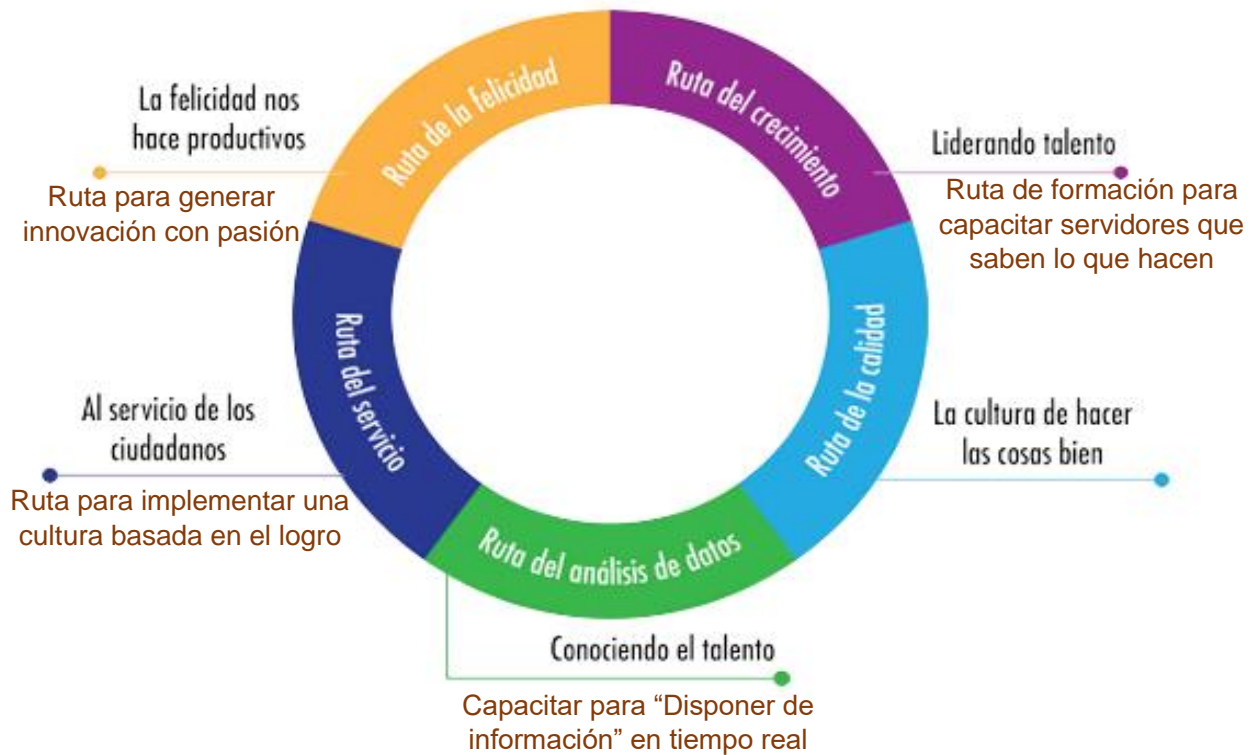 Ruta de la felicidad
La felicidad nos
hace productivos
Ruta para generar
innovación con pasión
Ruta del crecimiento
Liderando talento
Ruta de formación para
capacitar servidores que
saben lo que hacen
Ruta de la calidad
La cultura de hacer
las cosas bien
Ruta del servicio
Al servicio de los
ciudadanos
Ruta para implementar una
cultura basada en el logro
Ruta del análisis de datos
Conociendo el talento
Capacitar para “Disponer de
información” en tiempo real